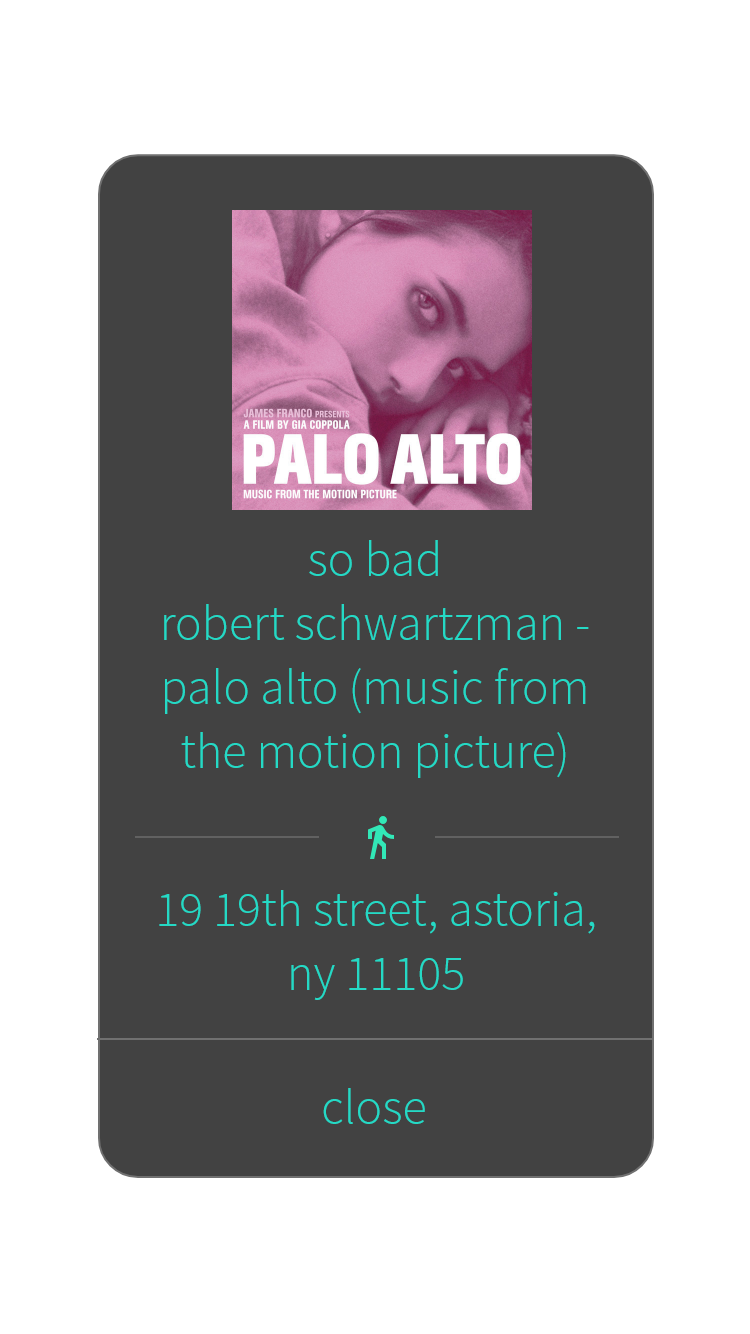 JAMES FRANCO PRESENTS
A FILM BY GIA COPPOLA
PALO ALTO
MUSIC FROM THE MOTION PICTURE
so bad
robert schwartzman -
palo alto (music from
the motion picture)
19 19th street, astoria,
ny 11105
close